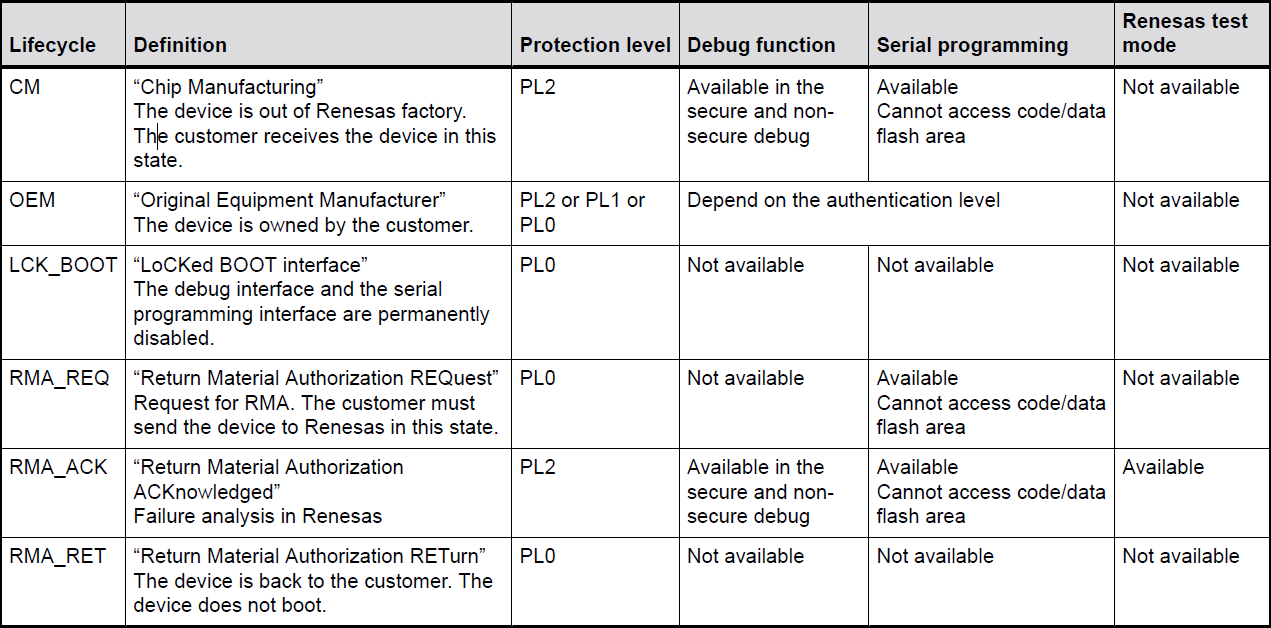 Lifecycle Definition Protection level Debug function Serial programming Renesas test mode
CM
“Chip Manufacturing”
The device is out of Renesas factory.
The customer receives the device in this
state.
PL2
Available in the
secure and non-
secure debug
Available
Cannot access code/data
flash area
Not available
OEM
“Original Equipment Manufacturer”
The device is owned by the customer.
PL2 or PL1 or
PL0
Depend on the authentication level
Not available
LCK_BOOT
“LoCKed BOOT interface”
The debug interface and the serial
programming interface are permanently
disabled.
PL0
Not available
Not available
Not available
RMA_REQ
“Return Material Authorization REQuest”
Request for RMA. The customer must
send the device to Renesas in this state.
PL0
Not available
Available
Cannot access code/data
flash area
Not available
RMA_ACK
“Return Material Authorization
ACKnowledged”
Failure analysis in Renesas
PL2
Available in the
secure and non-
secure debug
Available
Cannot access code/data
flash area
Available
RMA_RET
“Return Material Authorization RETurn”
The device is back to the customer. The
device does not boot.
PL0
Not available
Not available
Not available